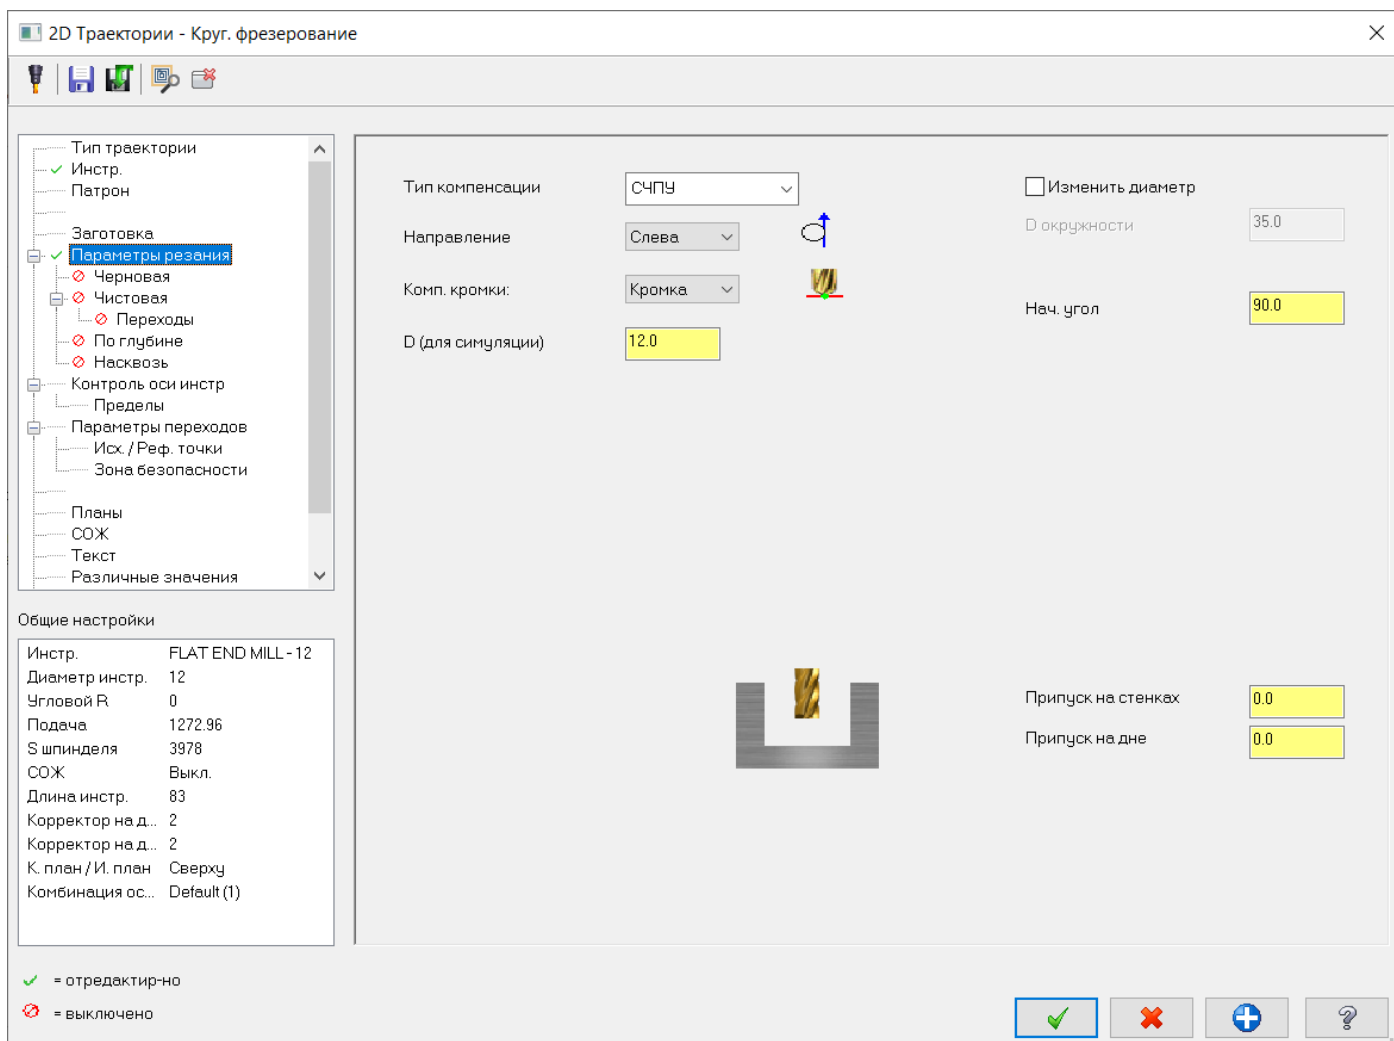 2D Траектории - Круг. фрезерование
Тип траектории
Инстр.
Патрон
Заготовка
Параметры резания
Черновая
Чистовая
Переходы
По глубине
Насквозь
Контроль оси инстр
Пределы
Параметры переходов
Исх. / Реф. точки
Зона безопасности
Планы
СОЖ
Текст
Различные значения
Тип компенсации СЧПУ
Направление Слева
Комп. кромки: Кромка
D (для симуляции) 12.0
Изменить диаметр
D окружности 35.0
Нач. угол 90.0
Припуск на стенках 0.0
Припуск на дне 0.0
Общие настройки
Инстр. FLAT END MILL - 12
Диаметр инстр. 12
Угловой R 0
Подача 1272.96
S шпинделя 3978
СОЖ Выкл.
Длина инстр. 83
Корректор на д... 2
Корректор на д... 2
К. план / И. план Сверху
Комбинация ос... Default (1)
= отредактир-но
= выключено